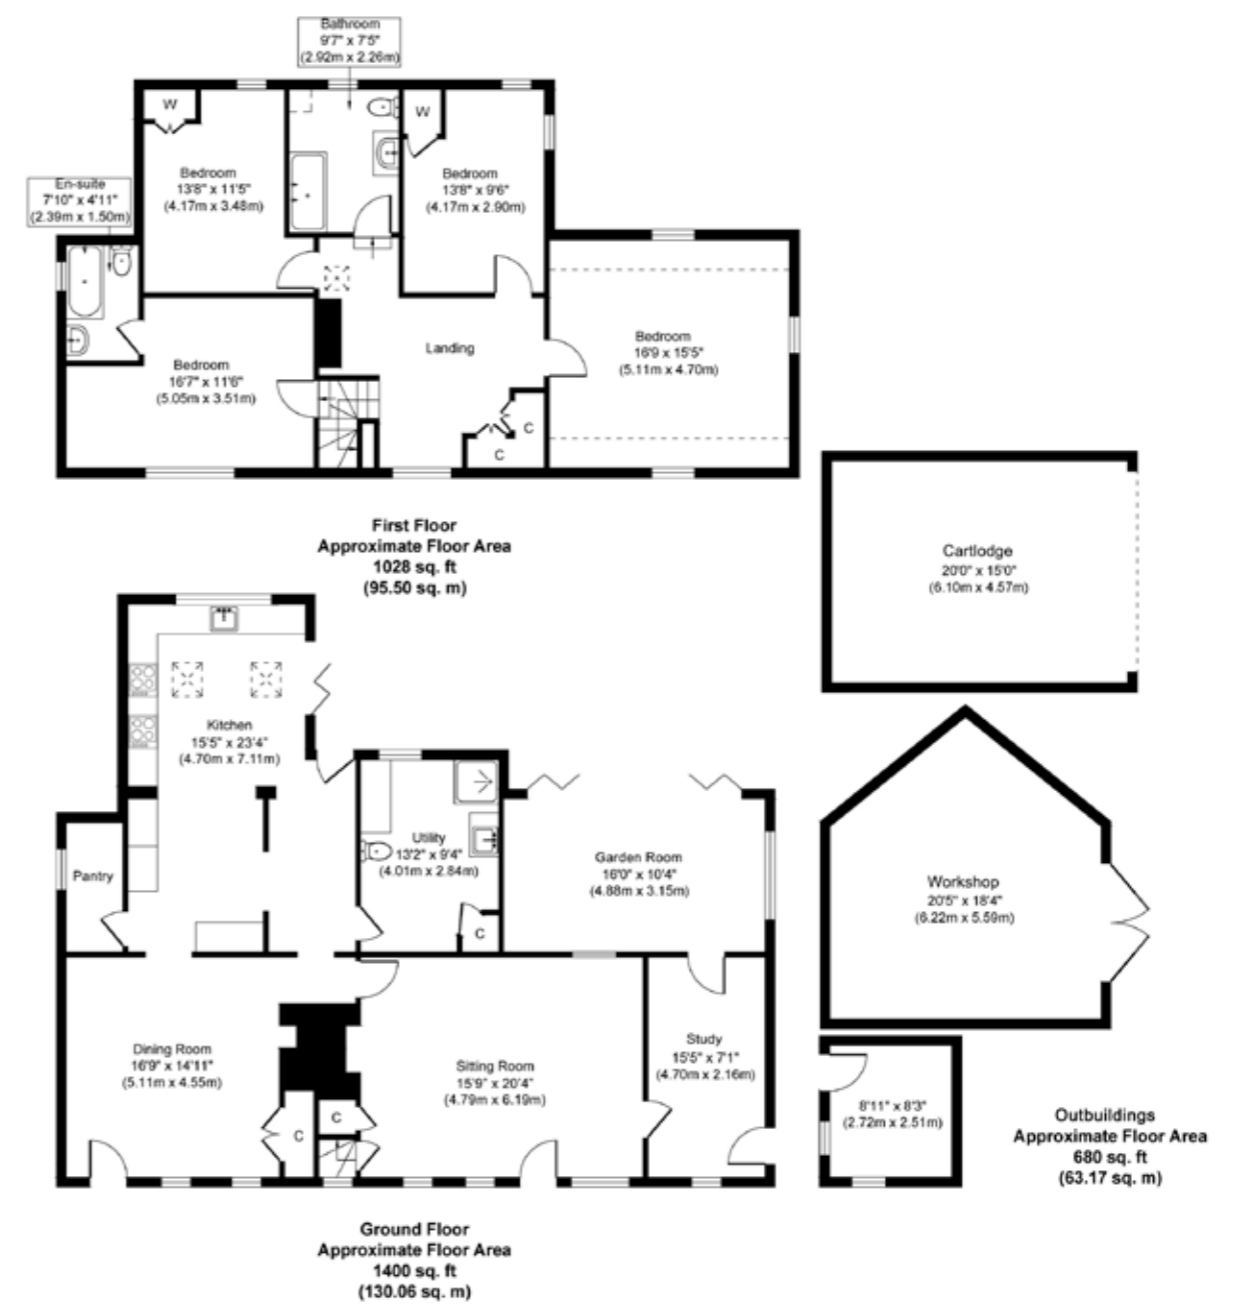 Bathroom
9'7" x 7'5"
(2.92m x 2.26m)
W
W
Bedroom
13'8" x 11'5"
(4.17m x 3.48m)
Bedroom
13'8" x 9'6"
(4.17m x 2.90m)
En-suite
7'10" x 4'11"
(2.39m x 1.50m)
Bedroom
16'7" x 11'6"
(5.05m x 3.51m)
Landing
Bedroom
16'9 x 15'5"
(5.11m x 4.70m)
C
C
First Floor
Approximate Floor Area
1028 sq. ft
(95.50 sq. m)
Cartlodge
20'0" x 15'0"
(6.10m x 4.57m)
Kitchen
15'5" x 23'4"
(4.70m x 7.11m)
Utility
13'2" x 9'4"
(4.01m x 2.84m)
Garden Room
16'0" x 10'4"
(4.88m x 3.15m)
Pantry
C
Workshop
20'5" x 18'4"
(6.22m x 5.59m)
Dining Room
16'9" x 14'11"
(5.11m x 4.55m)
Sitting Room
15'9" x 20'4"
(4.79m x 6.19m)
Study
15'5" x 7'1"
(4.70m x 2.16m)
C
C
8'11" x 8'3"
(2.72m x 2.51m)
Outbuildings
Approximate Floor Area
680 sq. ft
(63.17 sq. m)
Ground Floor
Approximate Floor Area
1400 sq. ft
(130.06 sq. m)